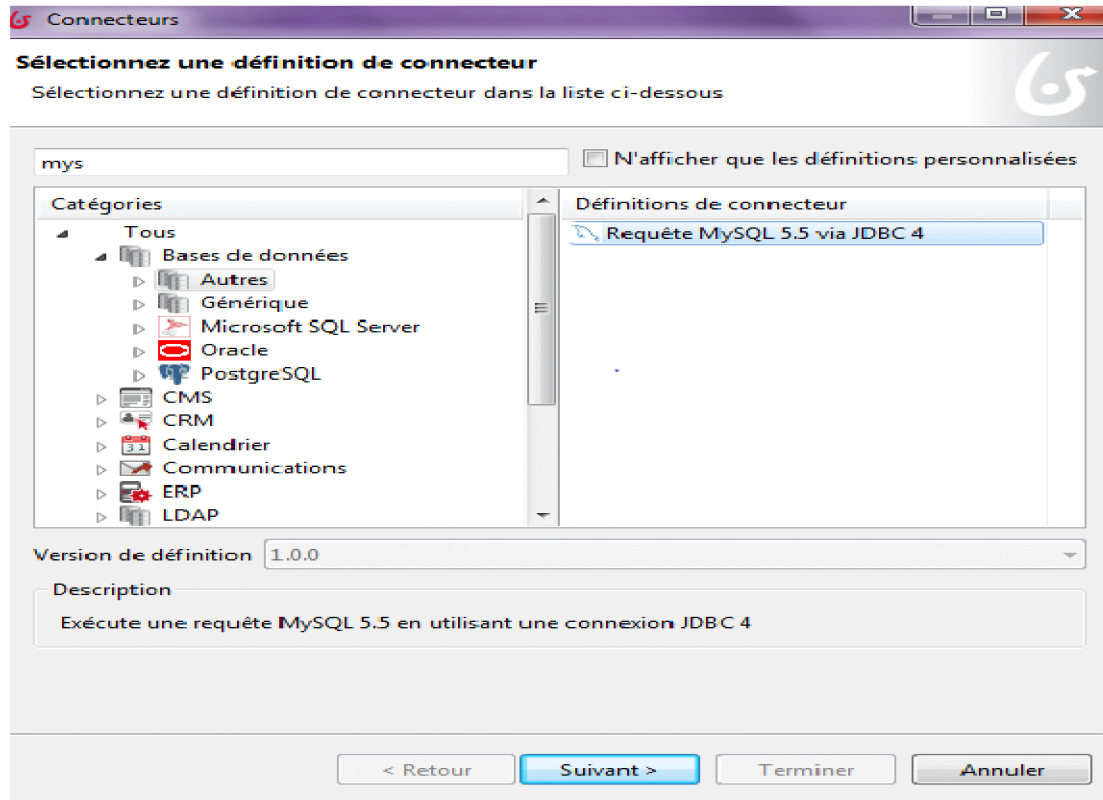 Connecteurs
Sélectionnez une définition de connecteur
Sélectionnez une définition de connecteur dans la liste ci-dessous
mys
N'afficher que les définitions personnalisées
Catégories
Définitions de connecteur
Tous
Requête MySQL 5.5 via JDBC 4
Bases de données
Autres
Générique
Microsoft SQL Server
Oracle
PostgreSQL
CMS
CRM
31
Calendrier
Communications
ERP
LDAP
Version de définition 1.0.0
Description
Exécute une requête MySQL 5.5 en utilisant une connexion JDBC 4
< Retour
Suivant >
Terminer
Annuler